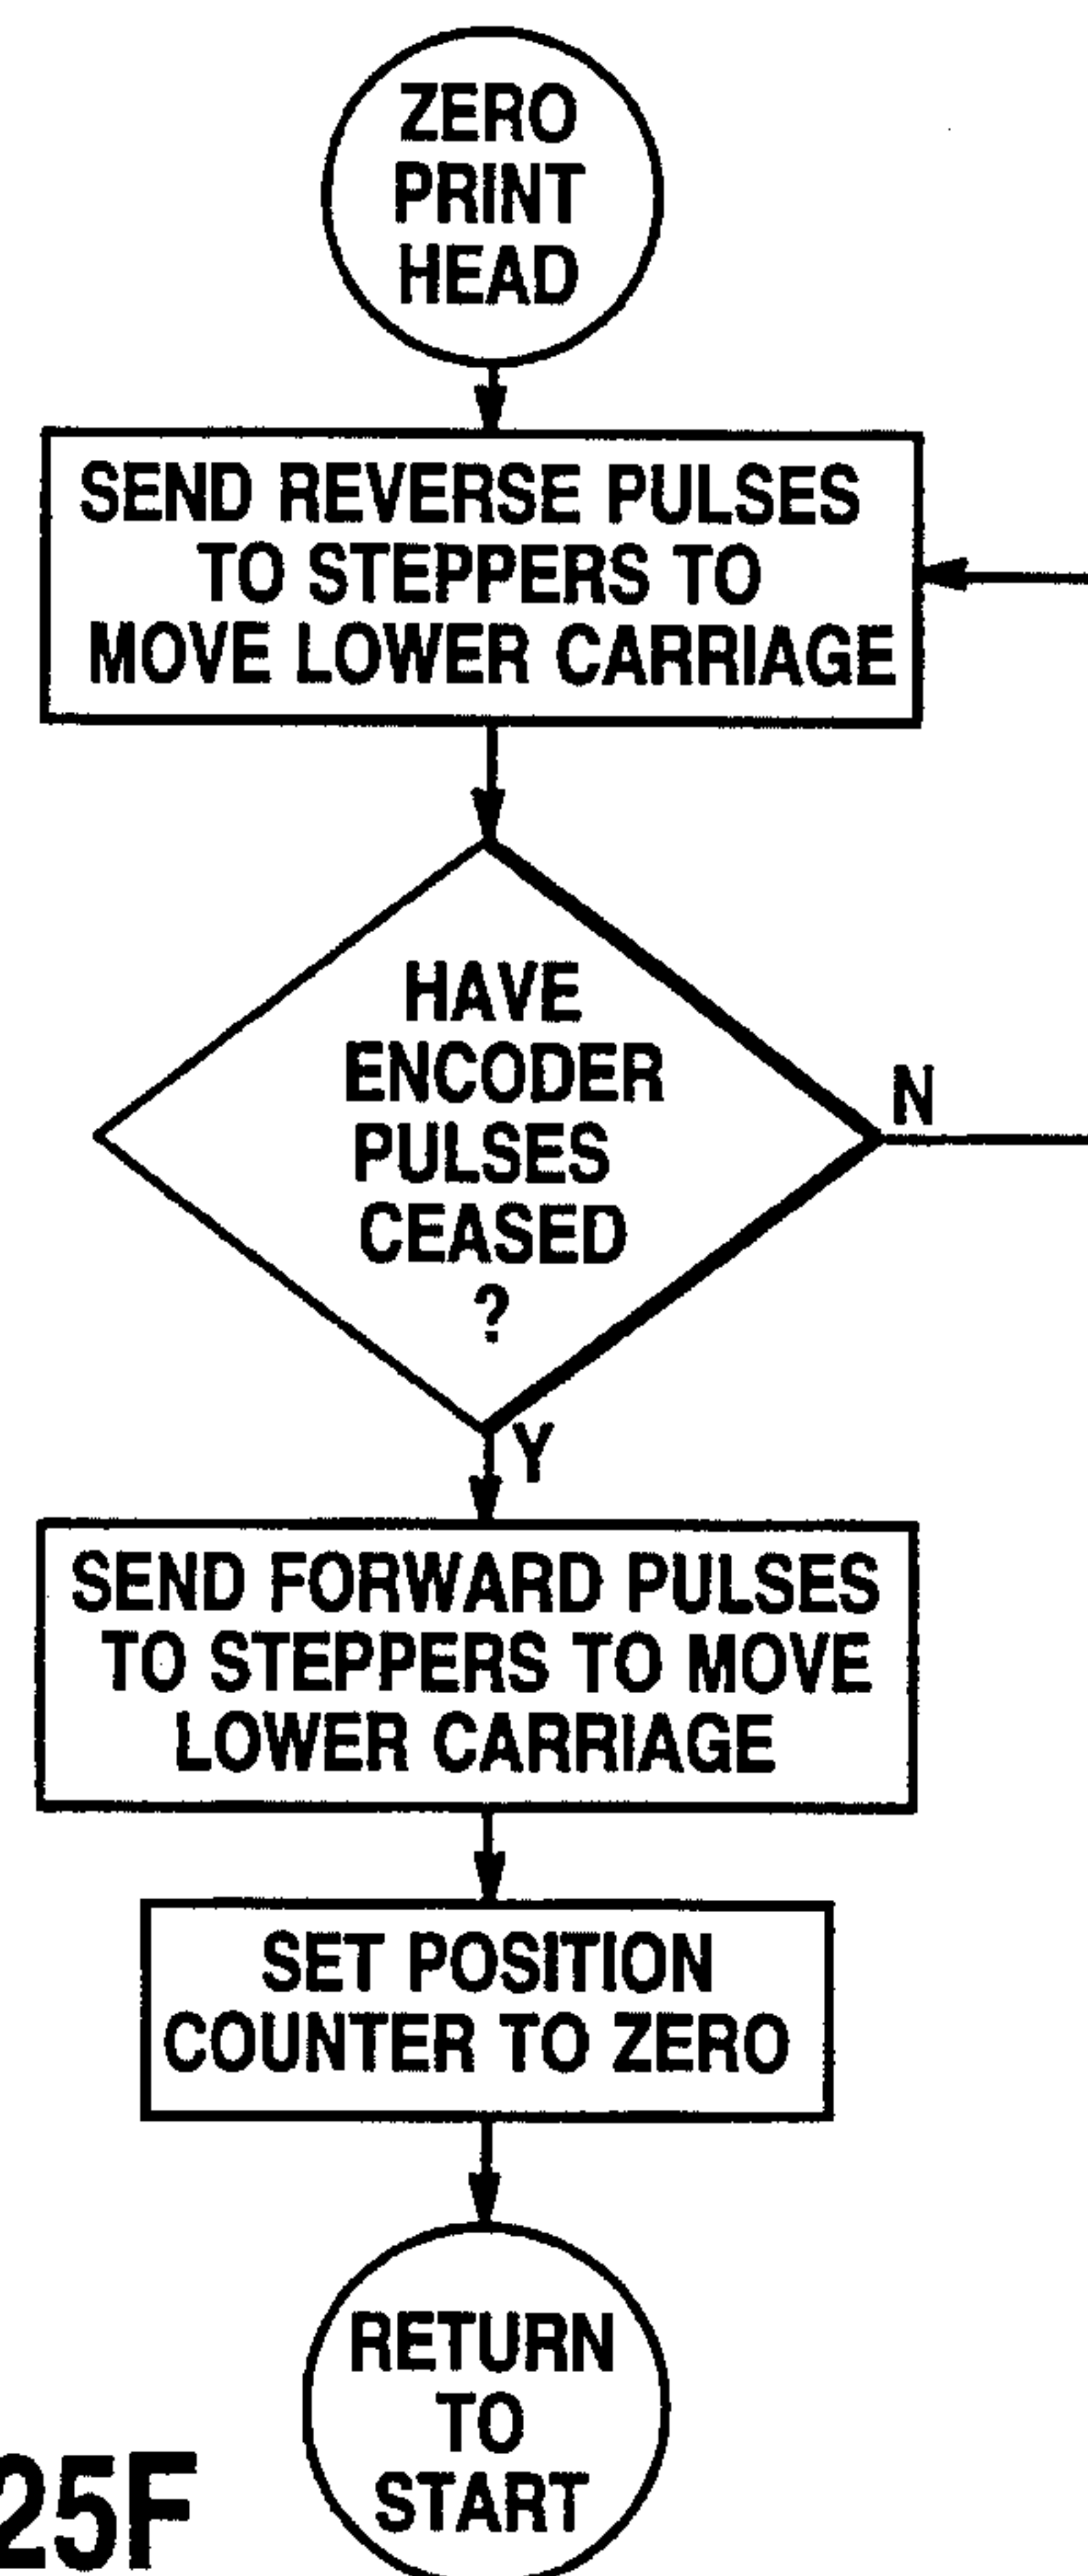 ZERO
PRINT
HEAD
SEND REVERSE PULSES
TO STEPPERS TO
MOVE LOWER CARRIAGE
HAVE
ENCODER
PULSES
CEASED
?
N
Y
SEND FORWARD PULSES
TO STEPPERS TO MOVE
LOWER CARRIAGE
SET POSITION
COUNTER TO ZERO
RETURN
TO
START
25F